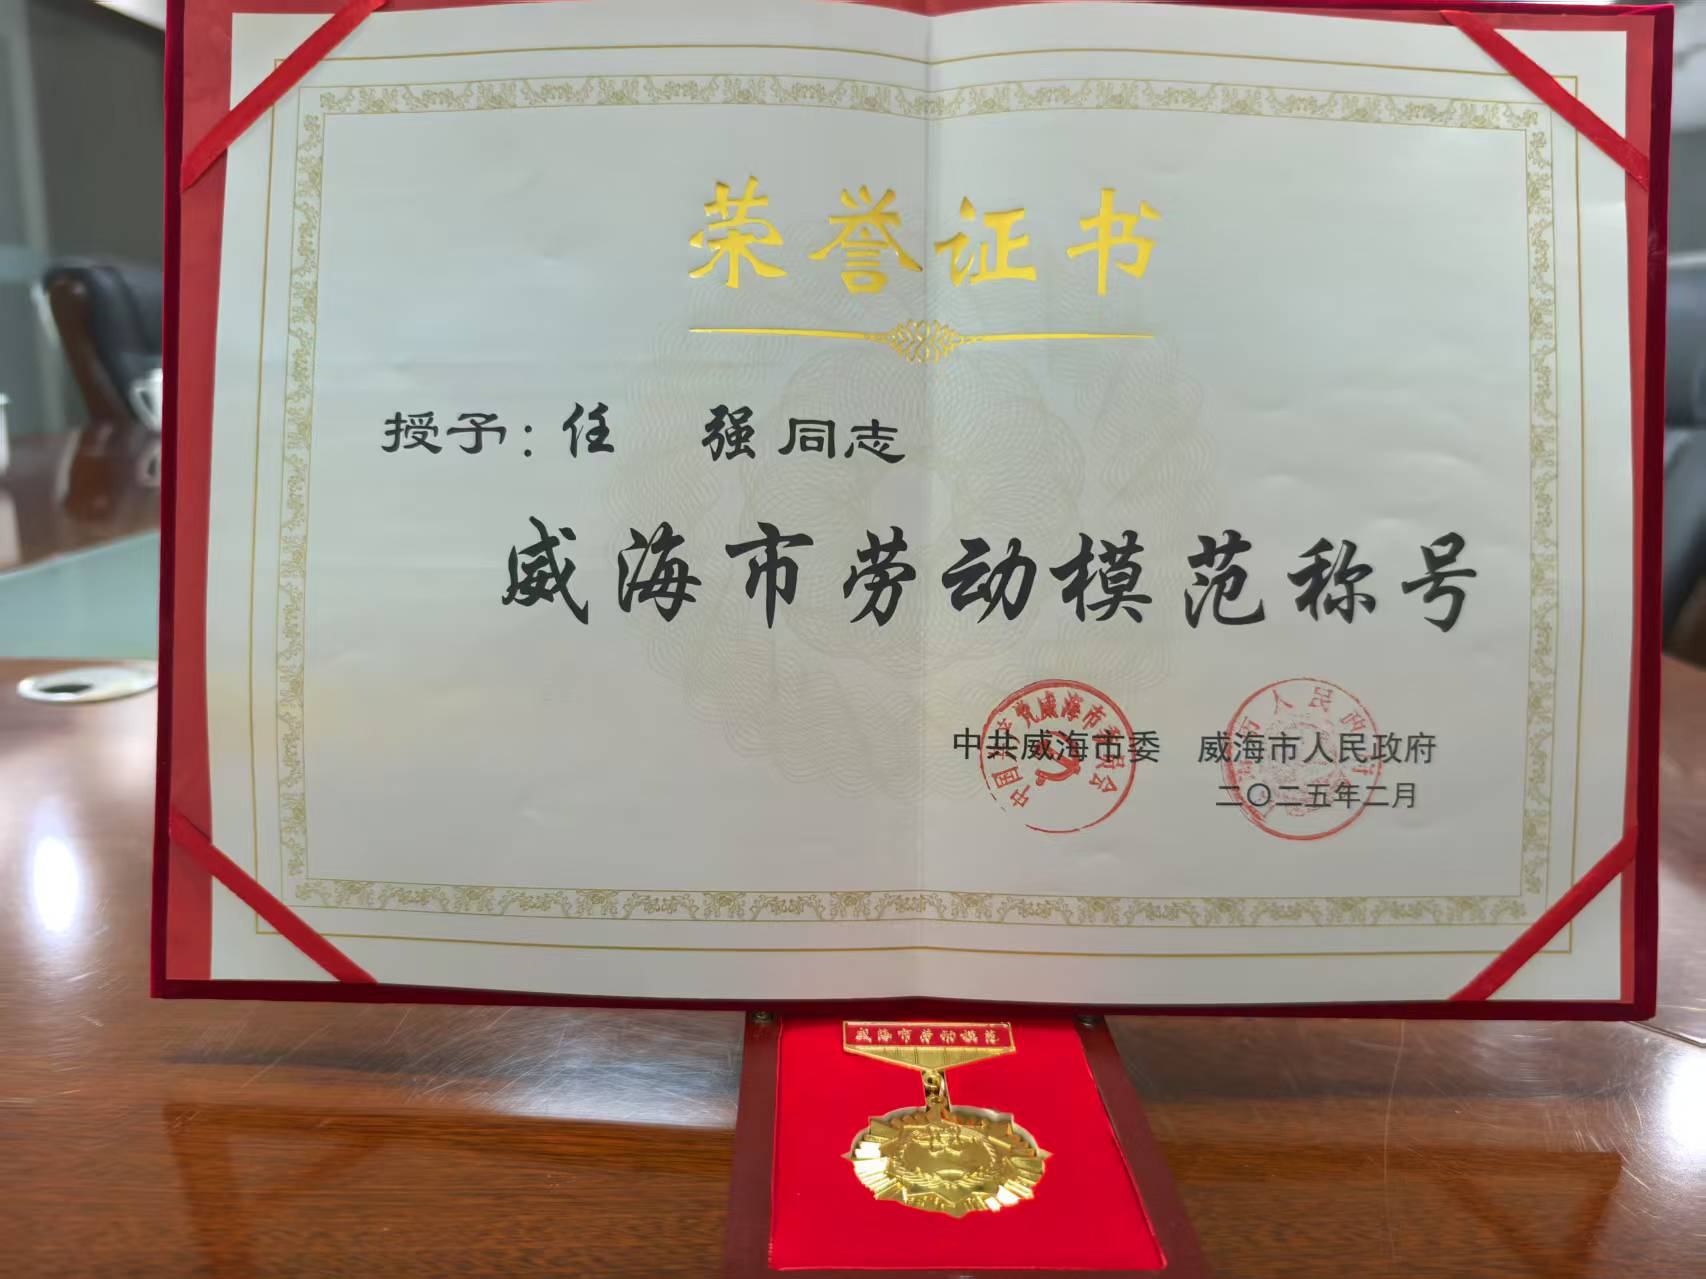 荣誉证书
授予：任 强同志
威海市劳动模范称号
中共威海市委 威海市人民政府
二〇二五年二月
威海市劳动模范